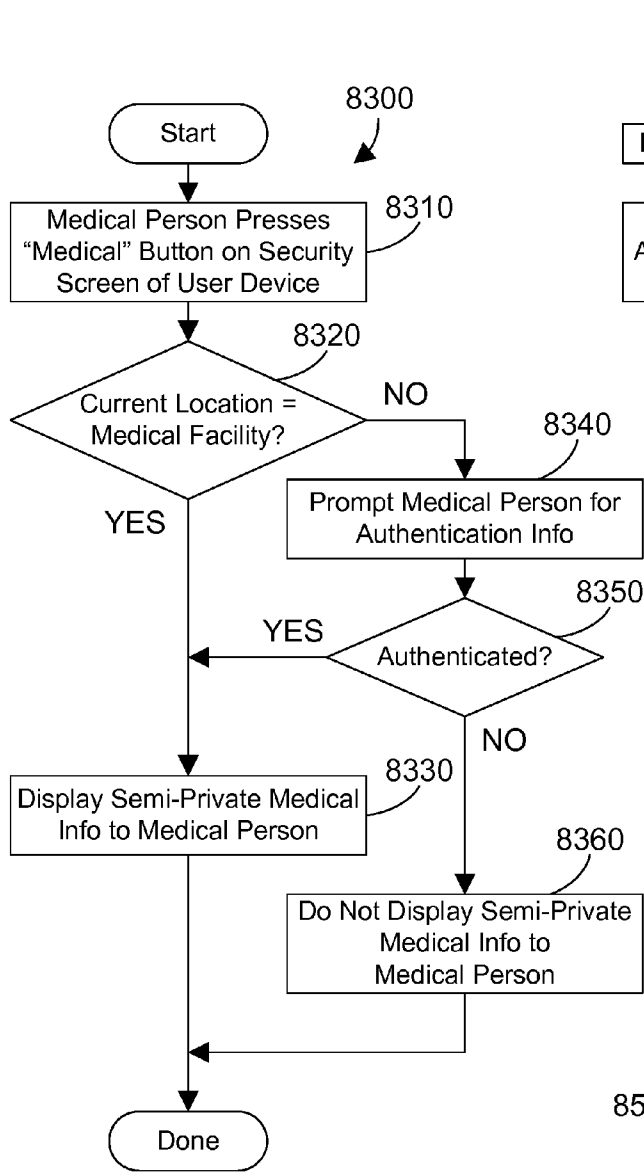 8300
Start
8310
Medical Person Presses
“Medical” Button on Security
Screen of User Device
8320
Current Location =
Medical Facility?
NO
8340
YES
Prompt Medical Person for
Authentication Info
8350
YES
Authenticated?
NO
8330
Display Semi-Private Medical
Info to Medical Person
8360
Do Not Display Semi-Private
Medical Info to
Medical Person
Done